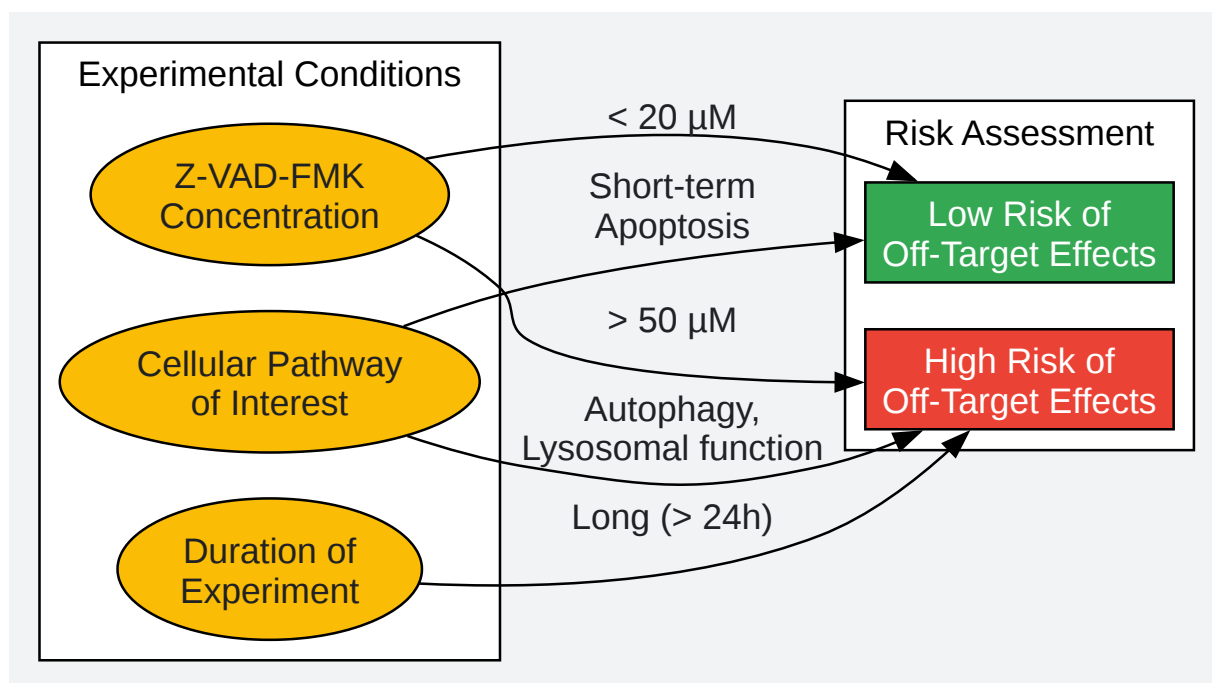 Experimental Conditions
Z-VAD-FMK
Concentration
Cellular Pathway
of Interest
Duration of
Experiment
< 20 µM
Short-term
Apoptosis
> 50 µM
Autophagy,
Lysosomal function
Long (> 24h)
Risk Assessment
Low Risk of
Off-Target Effects
High Risk of
Off-Target Effects